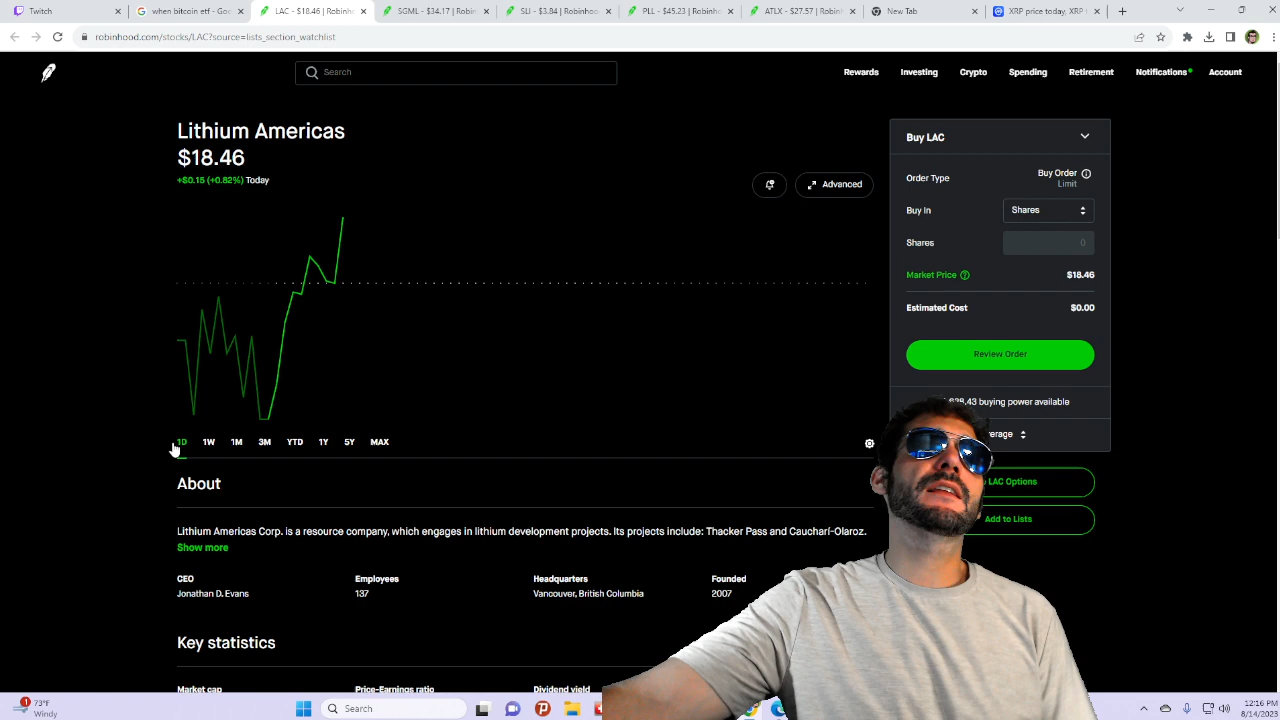 Twitch
when bitcoin etf - Go
LAC - $18.46 | Robinh
SGML - $34.17 | Robinh
SLI - $3.84 | Robinhoo
PLL - $45.23 | Robinho
ATLX - $27.57 | Robinh
New Tab
XRP price today, XRP
robinhood.com/stocks/LAC?source=lists_section_watchlist
Search
Rewards
Investing
Crypto
Spending
Retirement
Notifications
Account
Lithium Americas
$18.46
+$0.15 (+0.82%) Today
Advanced
Buy LAC
Order Type
Buy Order
Limit
Buy In
Shares
Shares
0
Market Price
$18.46
Estimated Cost
$0.00
Review Order
38.43 buying power available
1D 1W 1M 3M YTD 1Y 5Y MAX
LAC Options
Add to Lists
About
Lithium Americas Corp. is a resource company, which engages in lithium development projects. Its projects include: Thacker Pass and Cauchari-Olaroz.
Show more
CEO
Jonathan D. Evans
Employees
137
Headquarters
Vancouver, British Columbia
Founded
2007
Key statistics
Market cap
Price-Earnings ratio
Dividend yield
1
73°F
Windy
Search
12:16 PM
8/14/2023